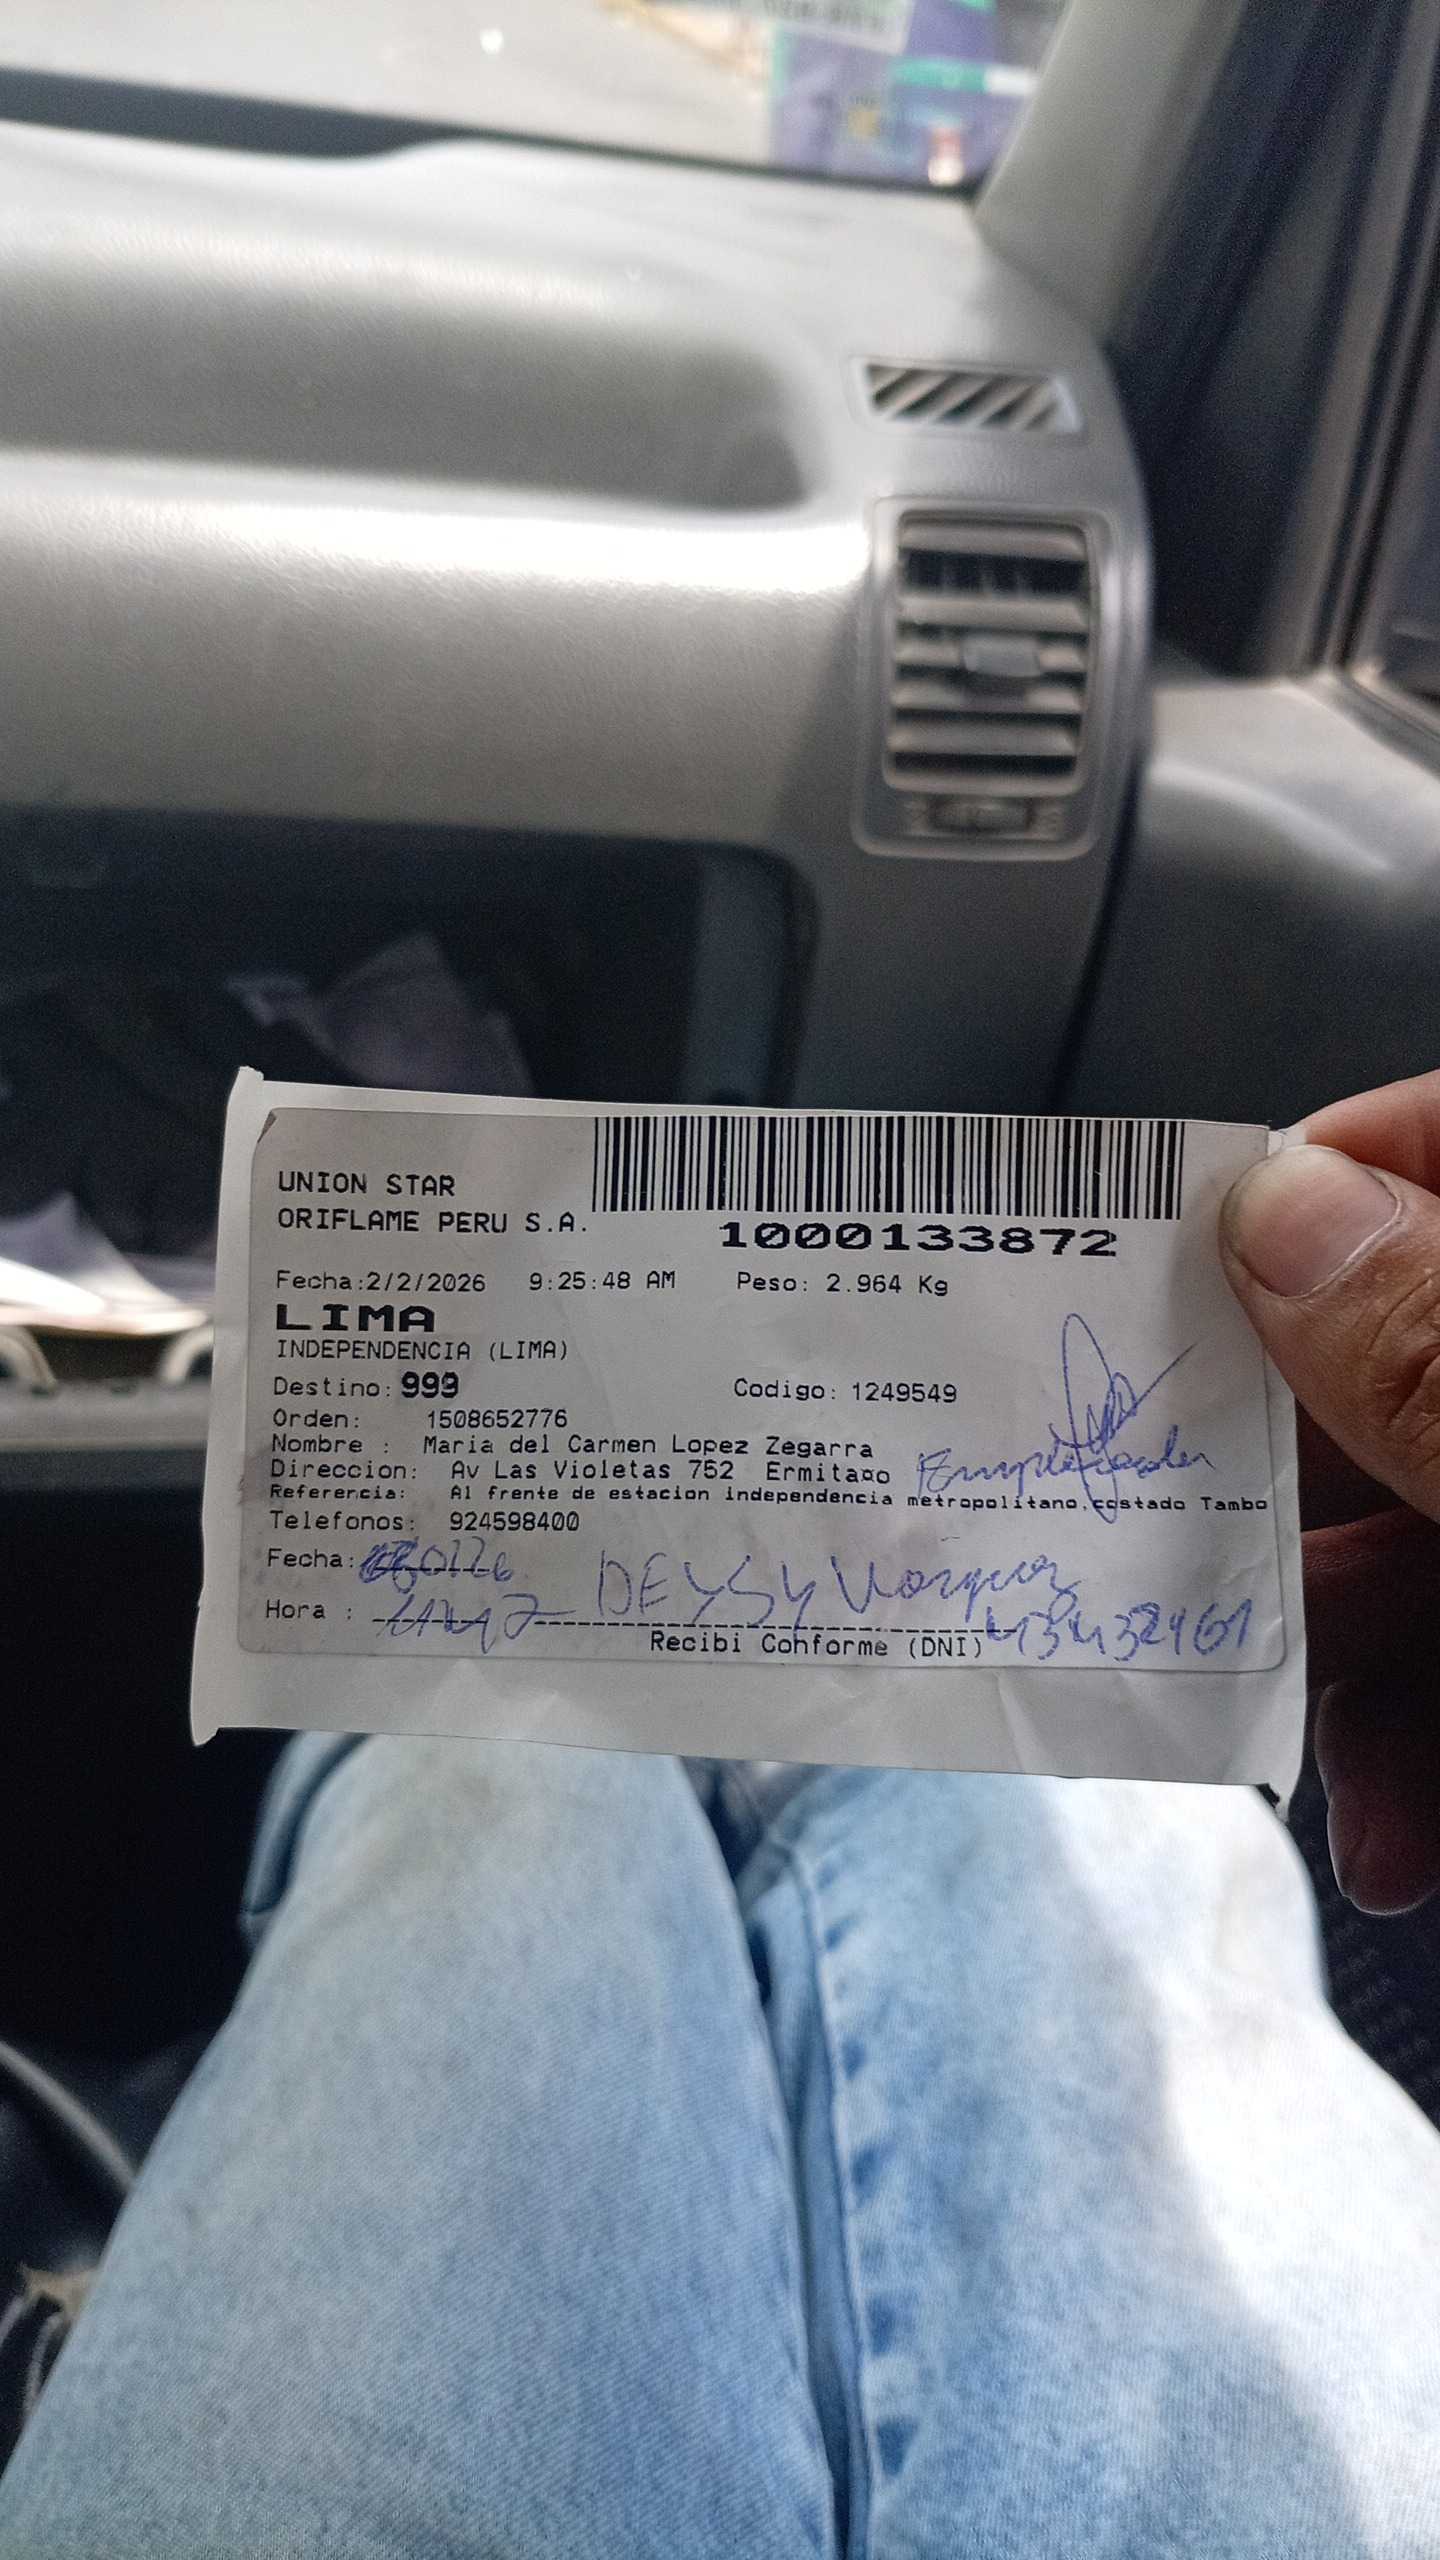 UNION STAR
ORIFLAME PERU S.A.
1000133872
Fecha:2/2/2026 9:25:48 AM Peso: 2.964 Kg
LIMA
INDEPENDENCIA (LIMA)
Destino: 999 Codigo: 1249549
Orden: 1508652776
Nombre : Maria del Carmen Lopez Zegarra
Direccion: Av Las Violetas 752 Ermitaño
Referencia: Al frente de estacion independencia metropolitano,costado Tambo
Telefonos: 924598400
Fecha: DEYSY Vasquez
Hora :
Recibi Conforme (DNI) 43432461